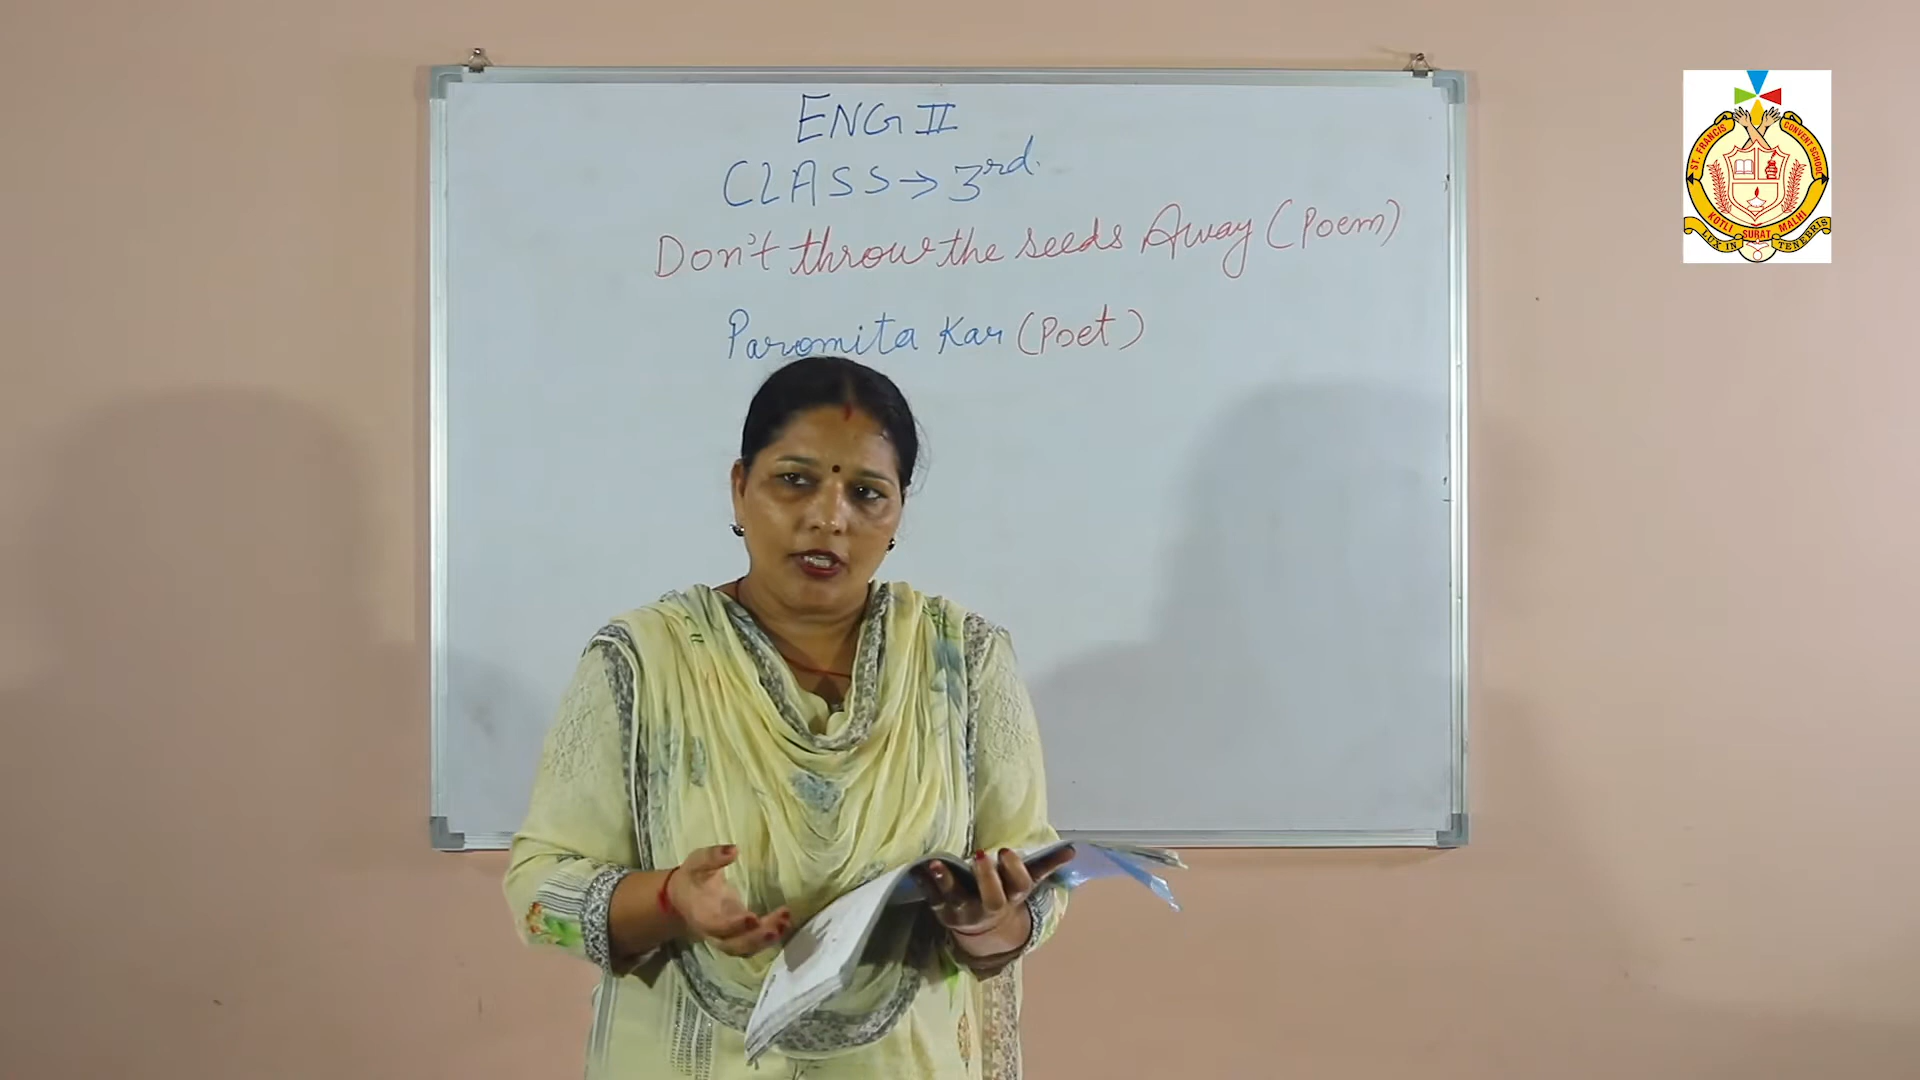 ENG II
CLASS → 3rd.
Don't throw the seeds Away (Poem)
Paromita Kar (Poet)
ST. FRANCIS CONVENT SCHOOL
KOTLI SURAT MALHI
LUX IN TENEBRIS